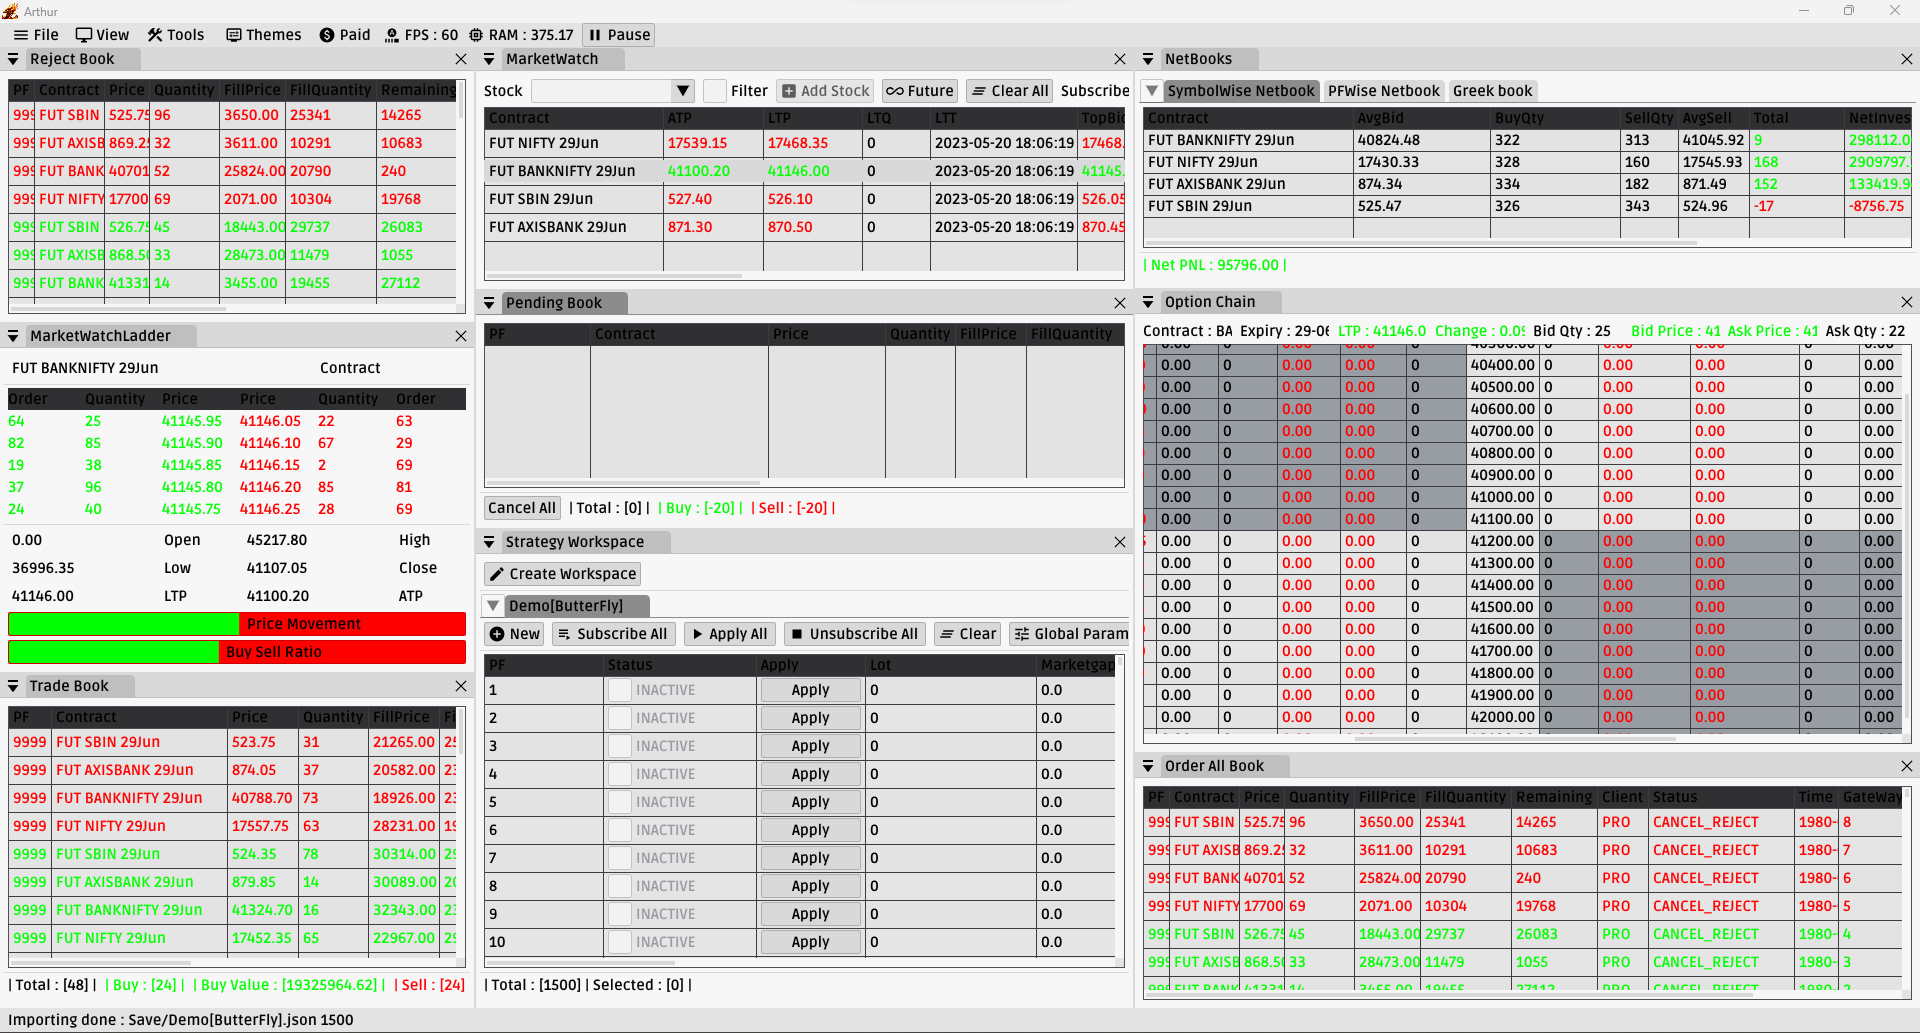 Arthur
File View Tools Themes Paid FPS : 60 RAM : 375.17 Pause
Reject Book
PF Contract Price Quantity FillPrice FillQuantity Remaining
999 FUT SBIN 525.75 96 3650.00 25341 14265
999 FUT AXISB 869.25 32 3611.00 10291 10683
999 FUT BANK 40701 52 25824.00 20790 240
999 FUT NIFTY 17700 69 2071.00 10304 19768
999 FUT SBIN 526.75 45 18443.00 29737 26083
999 FUT AXISB 868.50 33 28473.00 11479 1055
999 FUT BANK 41331 14 3455.00 19455 27112
MarketWatchLadder
FUT BANKNIFTY 29Jun Contract
Order Quantity Price Price Quantity Order
64 25 41145.95 41146.05 22 63
82 85 41145.90 41146.10 67 29
19 38 41145.85 41146.15 2 69
37 96 41145.80 41146.20 85 81
24 40 41145.75 41146.25 28 69
0.00 Open 45217.80 High
36996.35 Low 41107.05 Close
41146.00 LTP 41100.20 ATP
Price Movement
Buy Sell Ratio
Trade Book
PF Contract Price Quantity FillPrice Fi
9999 FUT SBIN 29Jun 523.75 31 21265.00 25
9999 FUT AXISBANK 29Jun 874.05 37 20582.00 23
9999 FUT BANKNIFTY 29Jun 40788.70 73 18926.00 23
9999 FUT NIFTY 29Jun 17557.75 63 28231.00 19
9999 FUT SBIN 29Jun 524.35 78 30314.00 29
9999 FUT AXISBANK 29Jun 879.85 14 30089.00 20
9999 FUT BANKNIFTY 29Jun 41324.70 16 32343.00 23
9999 FUT NIFTY 29Jun 17452.35 65 22967.00 29
| Total : [48] | | Buy : [24] | | Buy Value : [19325964.62] | | Sell : [24]
MarketWatch
Stock Filter Add Stock Future Clear All Subscribe
Contract ATP LTP LTQ LTT TopBid
FUT NIFTY 29Jun 17539.15 17468.35 0 2023-05-20 18:06:19 17468.
FUT BANKNIFTY 29Jun 41100.20 41146.00 0 2023-05-20 18:06:19 41145.
FUT SBIN 29Jun 527.40 526.10 0 2023-05-20 18:06:19 526.05
FUT AXISBANK 29Jun 871.30 870.50 0 2023-05-20 18:06:19 870.45
Pending Book
PF Contract Price Quantity FillPrice FillQuantity
Cancel All | Total : [0] | | Buy : [-20] | | Sell : [-20] |
Strategy Workspace
Create Workspace
Demo[ButterFly]
New Subscribe All Apply All Unsubscribe All Clear Global Param
PF Status Apply Lot Marketgap
1 INACTIVE Apply 0 0.0
2 INACTIVE Apply 0 0.0
3 INACTIVE Apply 0 0.0
4 INACTIVE Apply 0 0.0
5 INACTIVE Apply 0 0.0
6 INACTIVE Apply 0 0.0
7 INACTIVE Apply 0 0.0
8 INACTIVE Apply 0 0.0
9 INACTIVE Apply 0 0.0
10 INACTIVE Apply 0 0.0
| Total : [1500] | Selected : [0] |
NetBooks
SymbolWise Netbook PFWise Netbook Greek book
Contract AvgBid BuyQty SellQty AvgSell Total NetInves
FUT BANKNIFTY 29Jun 40824.48 322 313 41045.92 9 298112.0
FUT NIFTY 29Jun 17430.33 328 160 17545.93 168 2909797.
FUT AXISBANK 29Jun 874.34 334 182 871.49 152 133419.9
FUT SBIN 29Jun 525.47 326 343 524.96 -17 -8756.75
| Net PNL : 95796.00 |
Option Chain
Contract : BA Expiry : 29-06 LTP : 41146.0 Change : 0.09 Bid Qty : 25 Bid Price : 41 Ask Price : 41 Ask Qty : 22
0.00 0 0.00 0.00 0 40300.00 0 0.00 0.00 0 0.00
0.00 0 0.00 0.00 0 40400.00 0 0.00 0.00 0 0.00
0.00 0 0.00 0.00 0 40500.00 0 0.00 0.00 0 0.00
0.00 0 0.00 0.00 0 40600.00 0 0.00 0.00 0 0.00
0.00 0 0.00 0.00 0 40700.00 0 0.00 0.00 0 0.00
0.00 0 0.00 0.00 0 40800.00 0 0.00 0.00 0 0.00
0.00 0 0.00 0.00 0 40900.00 0 0.00 0.00 0 0.00
0.00 0 0.00 0.00 0 41000.00 0 0.00 0.00 0 0.00
0.00 0 0.00 0.00 0 41100.00 0 0.00 0.00 0 0.00
0.00 0 0.00 0.00 0 41200.00 0 0.00 0.00 0 0.00
0.00 0 0.00 0.00 0 41300.00 0 0.00 0.00 0 0.00
0.00 0 0.00 0.00 0 41400.00 0 0.00 0.00 0 0.00
0.00 0 0.00 0.00 0 41500.00 0 0.00 0.00 0 0.00
0.00 0 0.00 0.00 0 41600.00 0 0.00 0.00 0 0.00
0.00 0 0.00 0.00 0 41700.00 0 0.00 0.00 0 0.00
0.00 0 0.00 0.00 0 41800.00 0 0.00 0.00 0 0.00
0.00 0 0.00 0.00 0 41900.00 0 0.00 0.00 0 0.00
0.00 0 0.00 0.00 0 42000.00 0 0.00 0.00 0 0.00
Order All Book
PF Contract Price Quantity FillPrice FillQuantity Remaining Client Status Time GateWay
999 FUT SBIN 525.75 96 3650.00 25341 14265 PRO CANCEL_REJECT 1980- 8
999 FUT AXISB 869.25 32 3611.00 10291 10683 PRO CANCEL_REJECT 1980- 7
999 FUT BANK 40701 52 25824.00 20790 240 PRO CANCEL_REJECT 1980- 6
999 FUT NIFTY 17700 69 2071.00 10304 19768 PRO CANCEL_REJECT 1980- 5
999 FUT SBIN 526.75 45 18443.00 29737 26083 PRO CANCEL_REJECT 1980- 4
999 FUT AXISB 868.50 33 28473.00 11479 1055 PRO CANCEL_REJECT 1980- 3
999 FUT BANK 41331 14 3455.00 19455 27112 PRO CANCEL_REJECT 1980- 2
Importing done : Save/Demo[ButterFly].json 1500